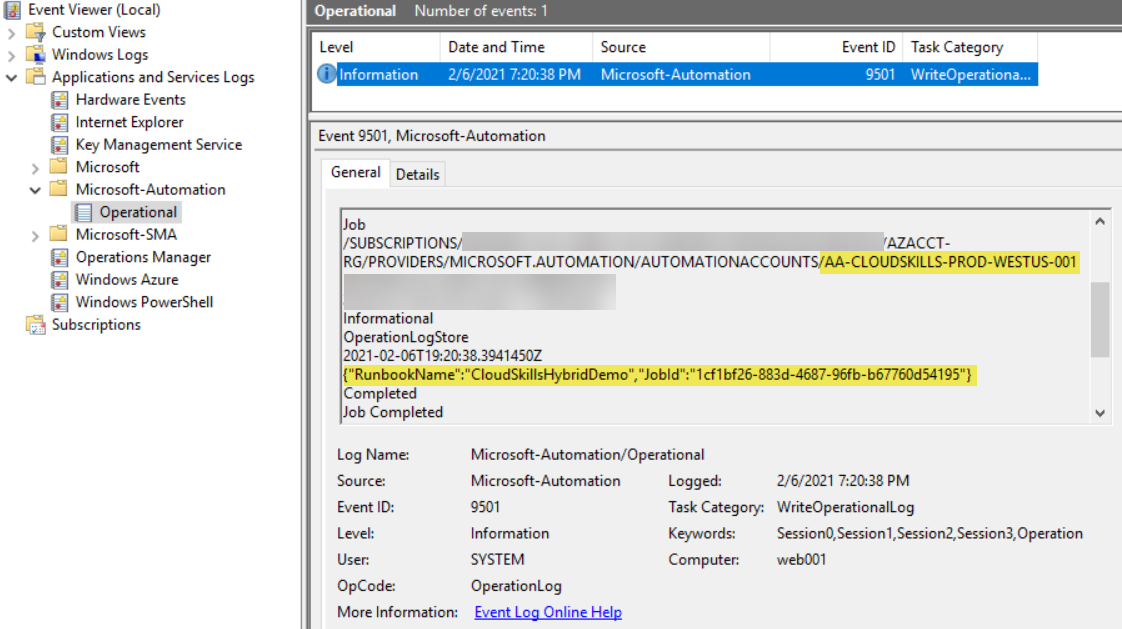 Event Viewer (Local)
Custom Views
Windows Logs
Applications and Services Logs
Hardware Events
Internet Explorer
Key Management Service
Microsoft
Microsoft-Automation
Operational
Microsoft-SMA
Operations Manager
Windows Azure
Windows PowerShell
Subscriptions
Operational Number of events: 1
Level Date and Time Source Event ID Task Category
Information 2/6/2021 7:20:38 PM Microsoft-Automation 9501 WriteOperationa...
Event 9501, Microsoft-Automation
General Details
Job
/SUBSCRIPTIONS/ /AZACCT-
RG/PROVIDERS/MICROSOFT.AUTOMATION/AUTOMATIONACCOUNTS/AA-CLOUDSKILLS-PROD-WESTUS-001
Informational
OperationLogStore
2021-02-06T19:20:38.3941450Z
{"RunbookName":"CloudSkillsHybridDemo","JobId":"1cf1bf26-883d-4687-96fb-b67760d54195"}
Completed
Job Completed
Log Name: Microsoft-Automation/Operational
Source: Microsoft-Automation Logged: 2/6/2021 7:20:38 PM
Event ID: 9501 Task Category: WriteOperationalLog
Level: Information Keywords: Session0,Session1,Session2,Session3,Operation
User: SYSTEM Computer: web001
OpCode: OperationLog
More Information: Event Log Online Help